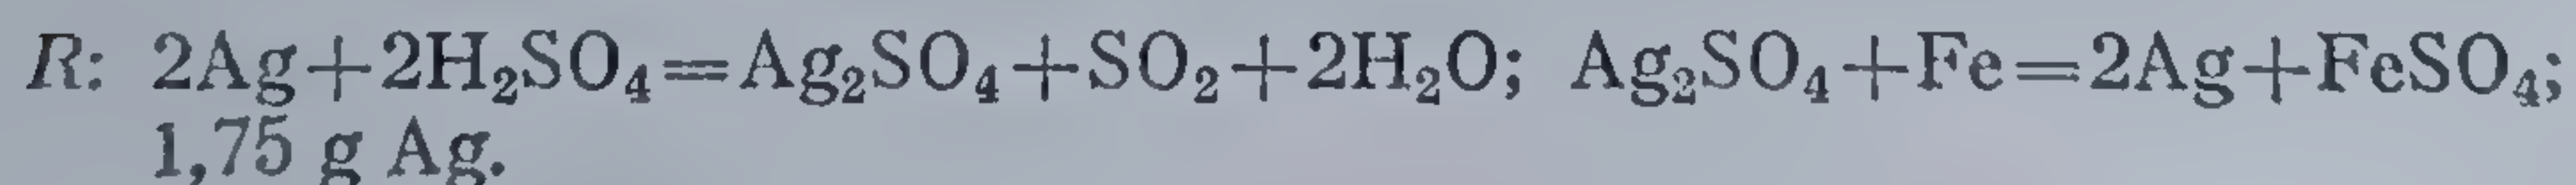 R: 2Ag+2H₂SO₄=Ag₂SO₄+SO₂+2H₂O; Ag₂SO₄+Fe=2Ag+FeSO₄;
1,75 g Ag.